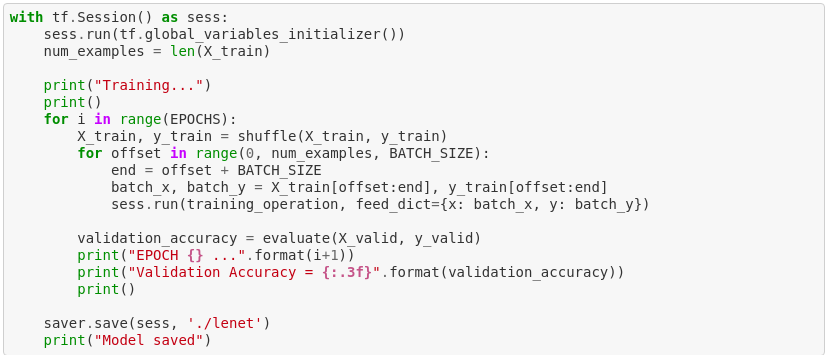 with tf.Session() as sess:
    sess.run(tf.global_variables_initializer())
    num_examples = len(X_train)

    print("Training...")
    print()
    for i in range(EPOCHS):
        X_train, y_train = shuffle(X_train, y_train)
        for offset in range(0, num_examples, BATCH_SIZE):
            end = offset + BATCH_SIZE
            batch_x, batch_y = X_train[offset:end], y_train[offset:end]
            sess.run(training_operation, feed_dict={x: batch_x, y: batch_y})

        validation_accuracy = evaluate(X_valid, y_valid)
        print("EPOCH {} ...".format(i+1))
        print("Validation Accuracy = {:.3f}".format(validation_accuracy))
        print()

    saver.save(sess, './lenet')
    print("Model saved")